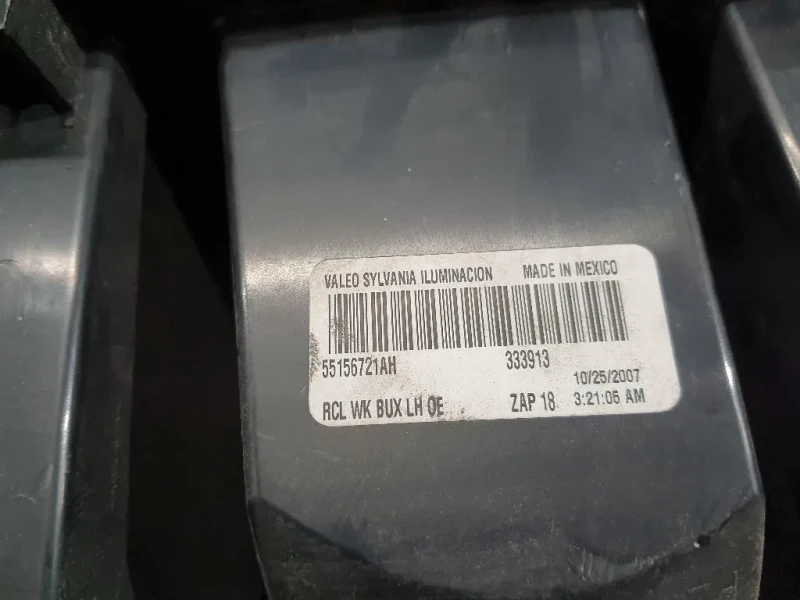 VALEO SYLVANIA ILUMINACION MADE IN MEXICO
55156721AH 333913
10/25/2007
RCL WK BUX LH OE ZAP 18 3:21:05 AM